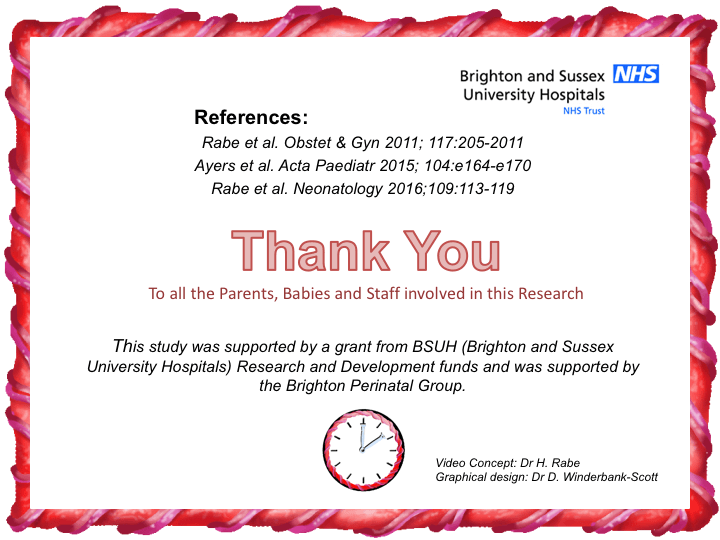 Brighton and Sussex NHS
University Hospitals
NHS Trust
References:
Rabe et al. Obstet & Gyn 2011; 117:205-2011
Ayers et al. Acta Paediatr 2015; 104:e164-e170
Rabe et al. Neonatology 2016;109:113-119
Thank You
To all the Parents, Babies and Staff involved in this Research
This study was supported by a grant from BSUH (Brighton and Sussex
University Hospitals) Research and Development funds and was supported by
the Brighton Perinatal Group.
Video Concept: Dr H. Rabe
Graphical design: Dr D. Winderbank-Scott